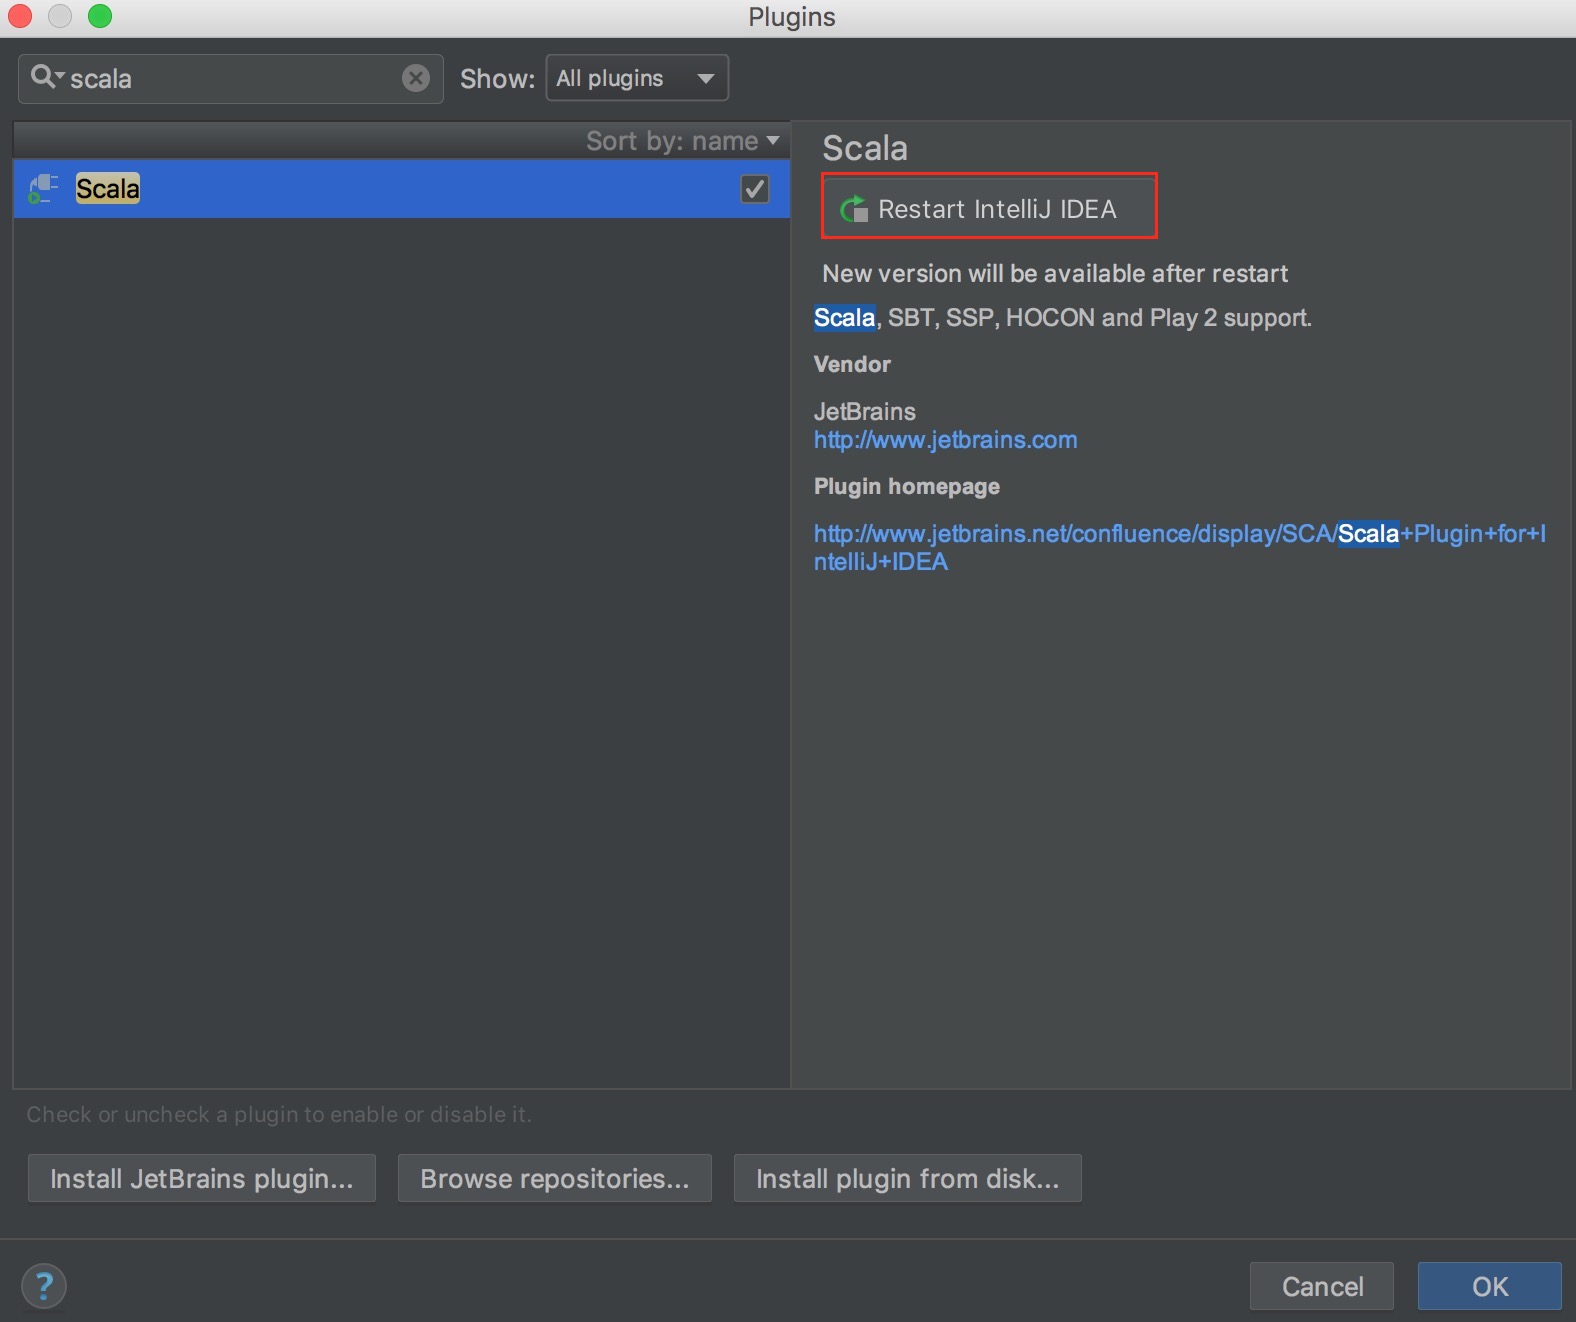 Plugins
scala
Show: All plugins
Sort by: name
Scala
Scala
Restart IntelliJ IDEA
New version will be available after restart
Scala, SBT, SSP, HOCON and Play 2 support.
Vendor
JetBrains
http://www.jetbrains.com
Plugin homepage
http://www.jetbrains.net/confluence/display/SCA/Scala+Plugin+for+I
ntelliJ+IDEA
Check or uncheck a plugin to enable or disable it.
Install JetBrains plugin... Browse repositories... Install plugin from disk...
? Cancel OK